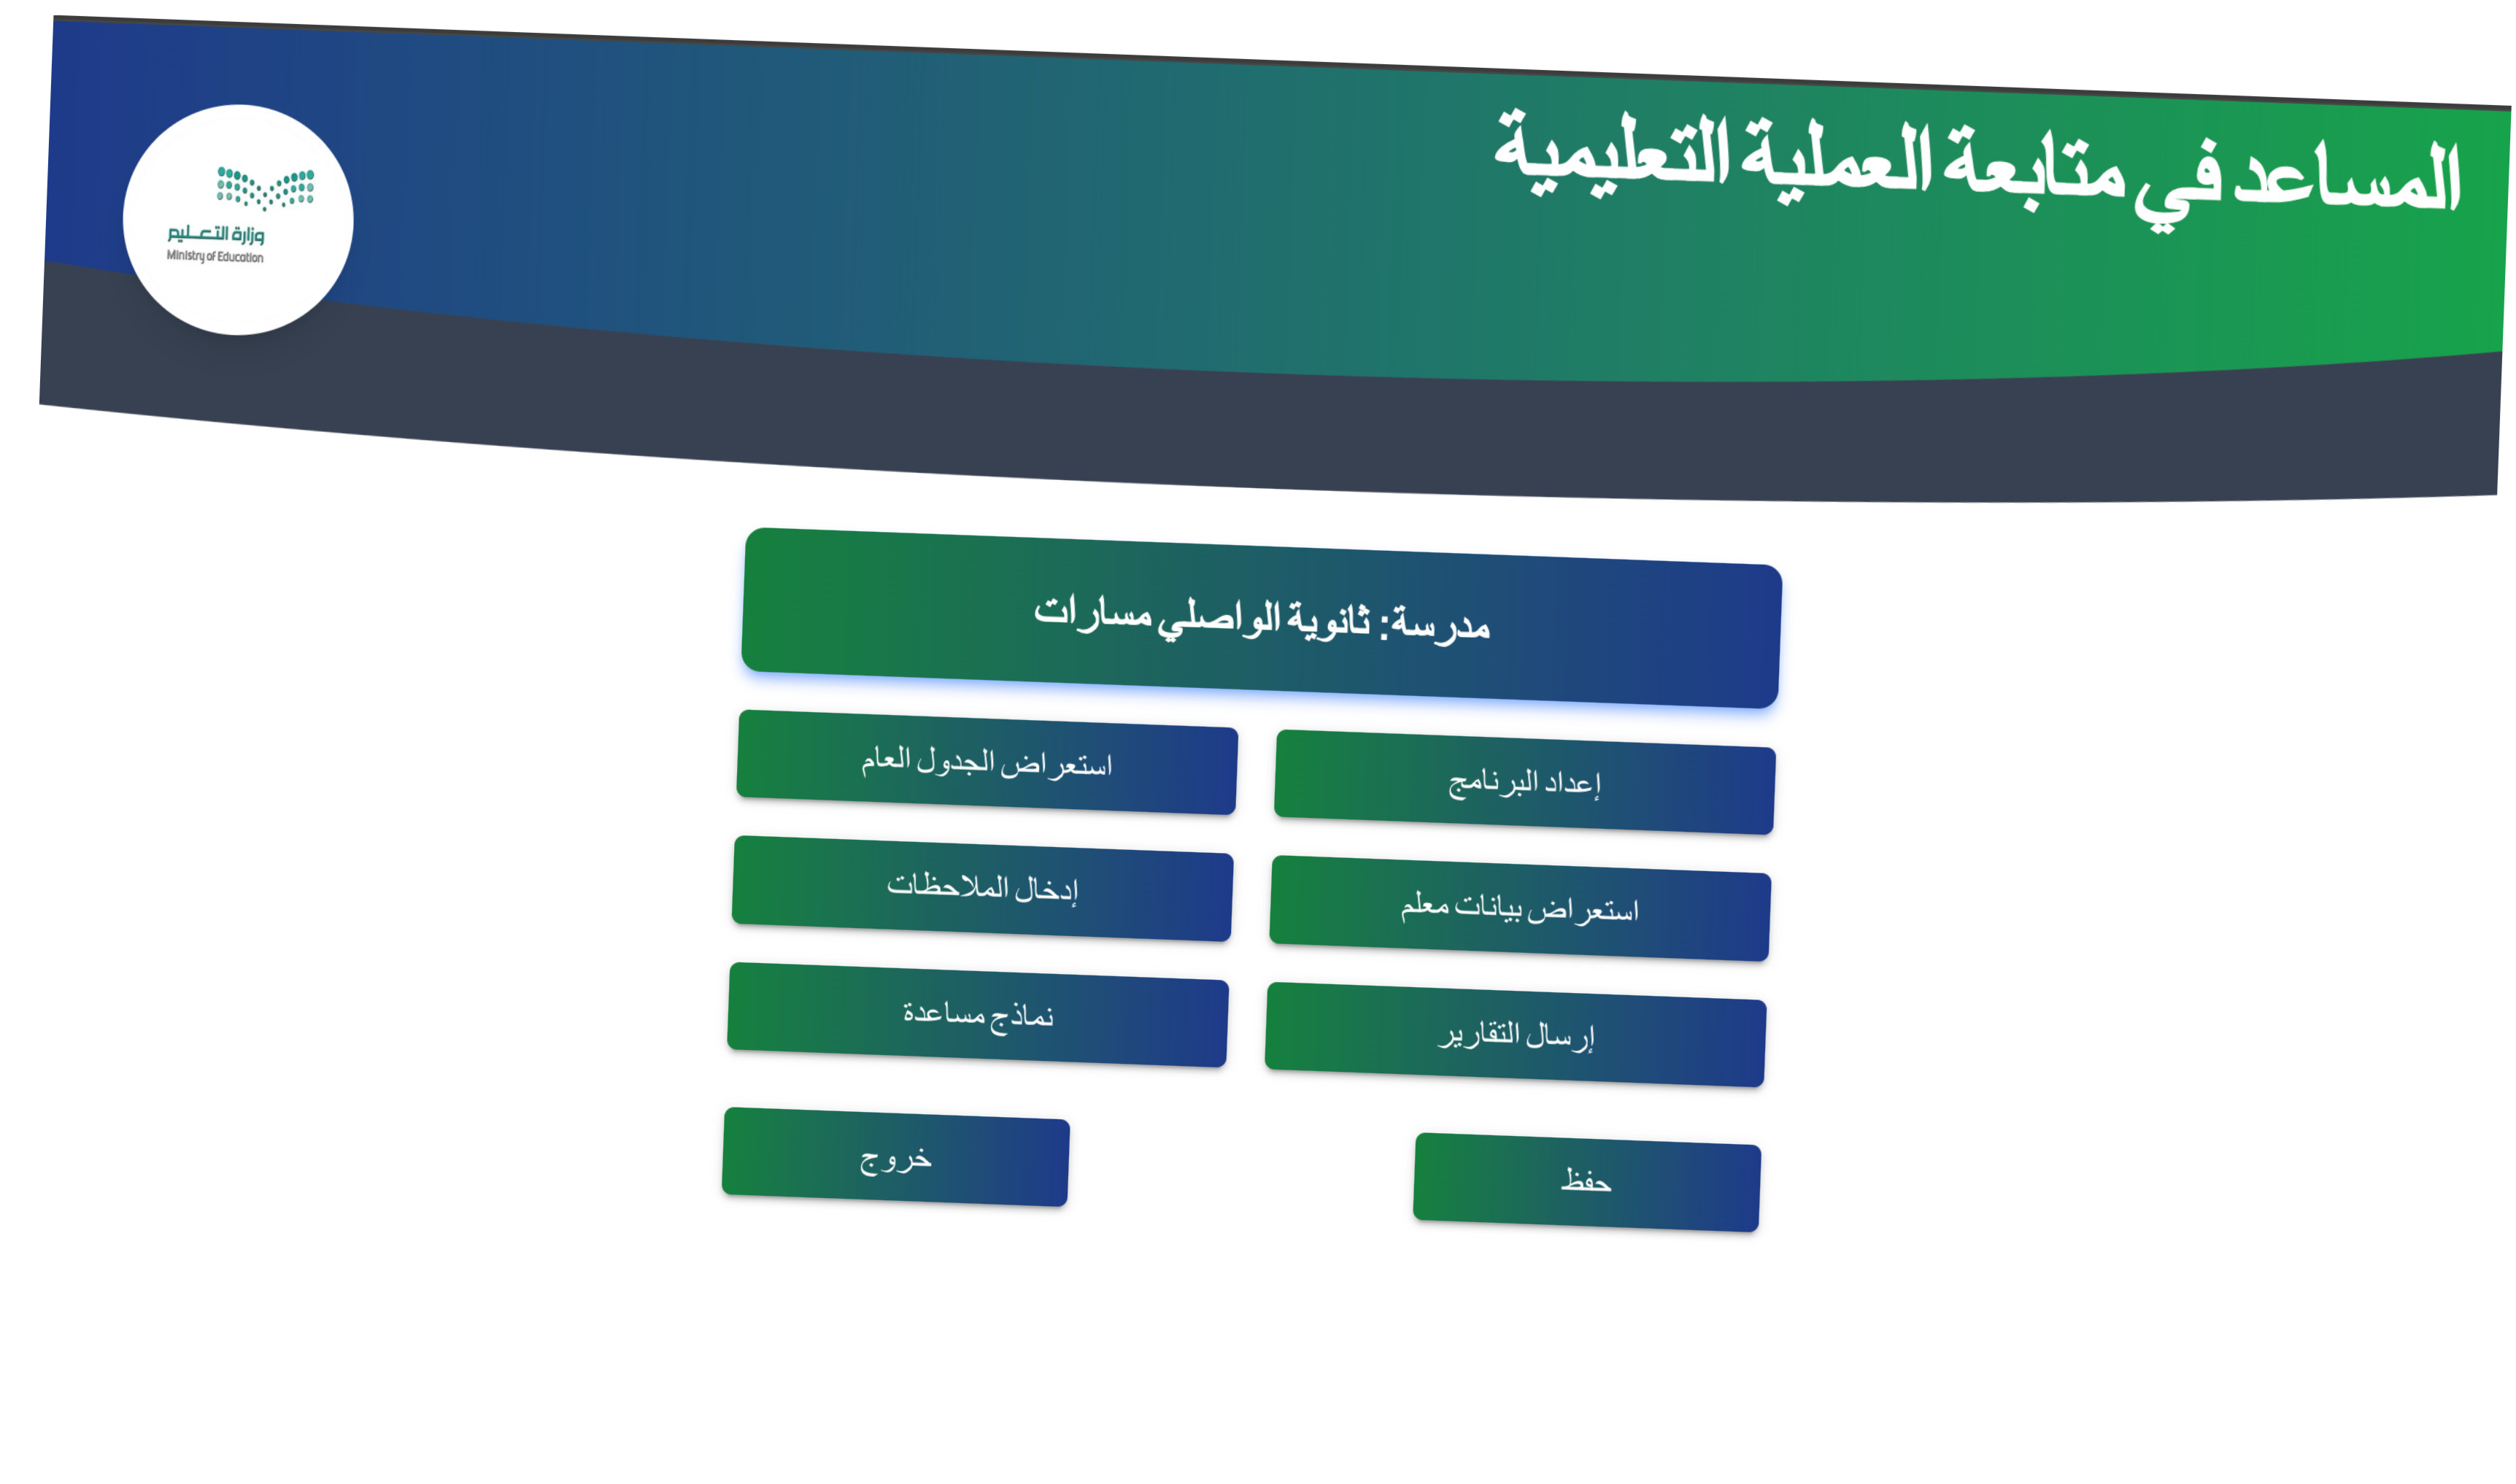 المساعد في متابعة العملية التعليمية
وزارة التعليم
Ministry of Education
مدرسة: ثانوية الواصلي مسارات
إعداد البرنامج
استعراض الجدول العام
استعراض بيانات معلم
إدخال الملاحظات
إرسال التقارير
نماذج مساعدة
حفظ
خروج